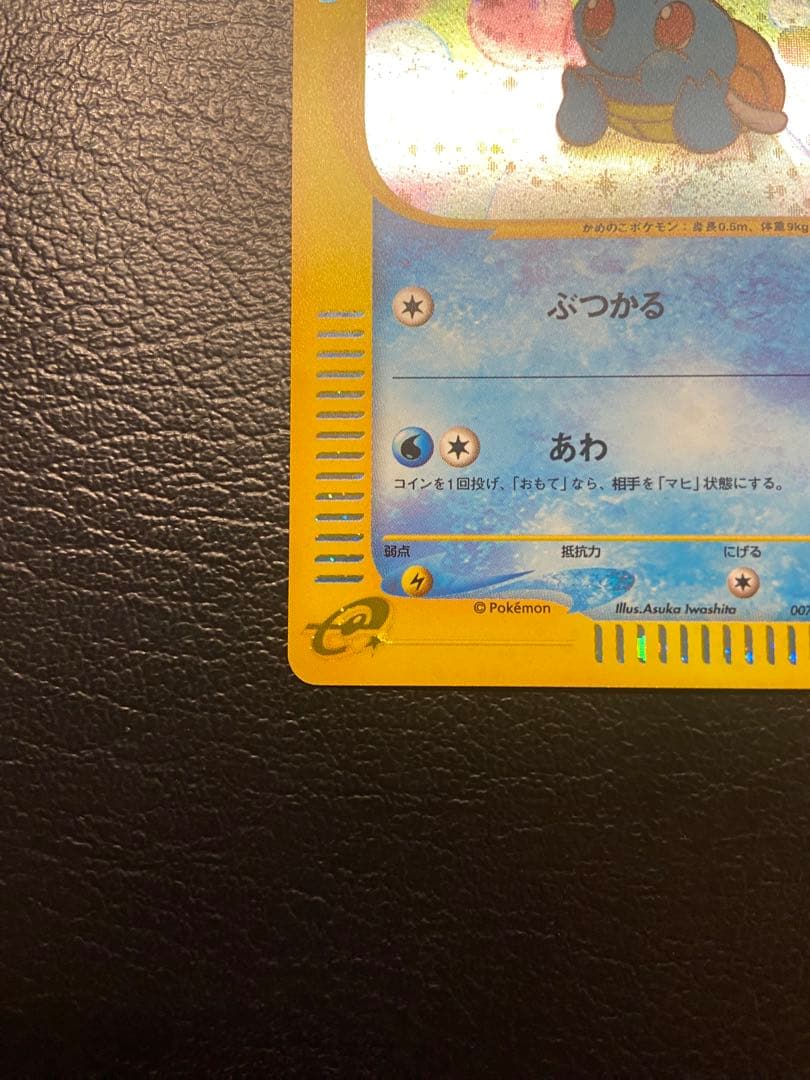 かめのこポケモン：身長0.5m、体重9kg
ぶつかる
あわ
コインを1回投げ、「おもて」なら、相手を「マヒ」状態にする。
弱点 抵抗力 にげる
©Pokémon Illus.Asuka Iwashita 007
e